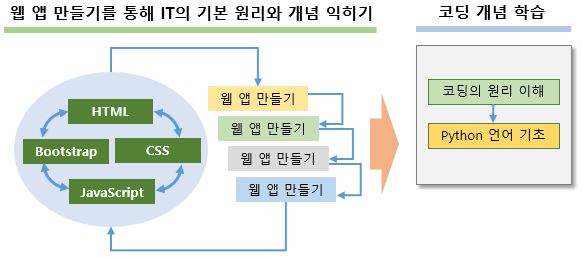 웹 앱 만들기를 통해 IT의 기본 원리와 개념 익히기
코딩 개념 학습
HTML
Bootstrap
CSS
JavaScript
웹 앱 만들기
웹 앱 만들기
웹 앱 만들기
웹 앱 만들기
코딩의 원리 이해
Python 언어 기초